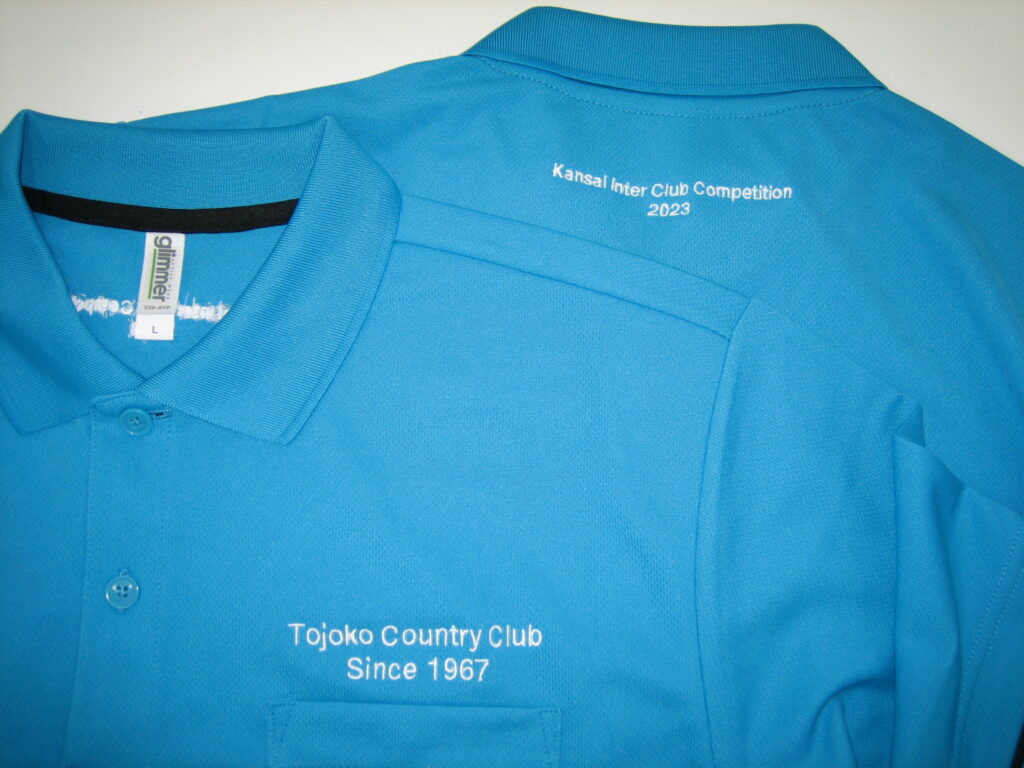 Kansai Inter Club Competition
2023
glimmer
L
Tojoko Country Club
Since 1967